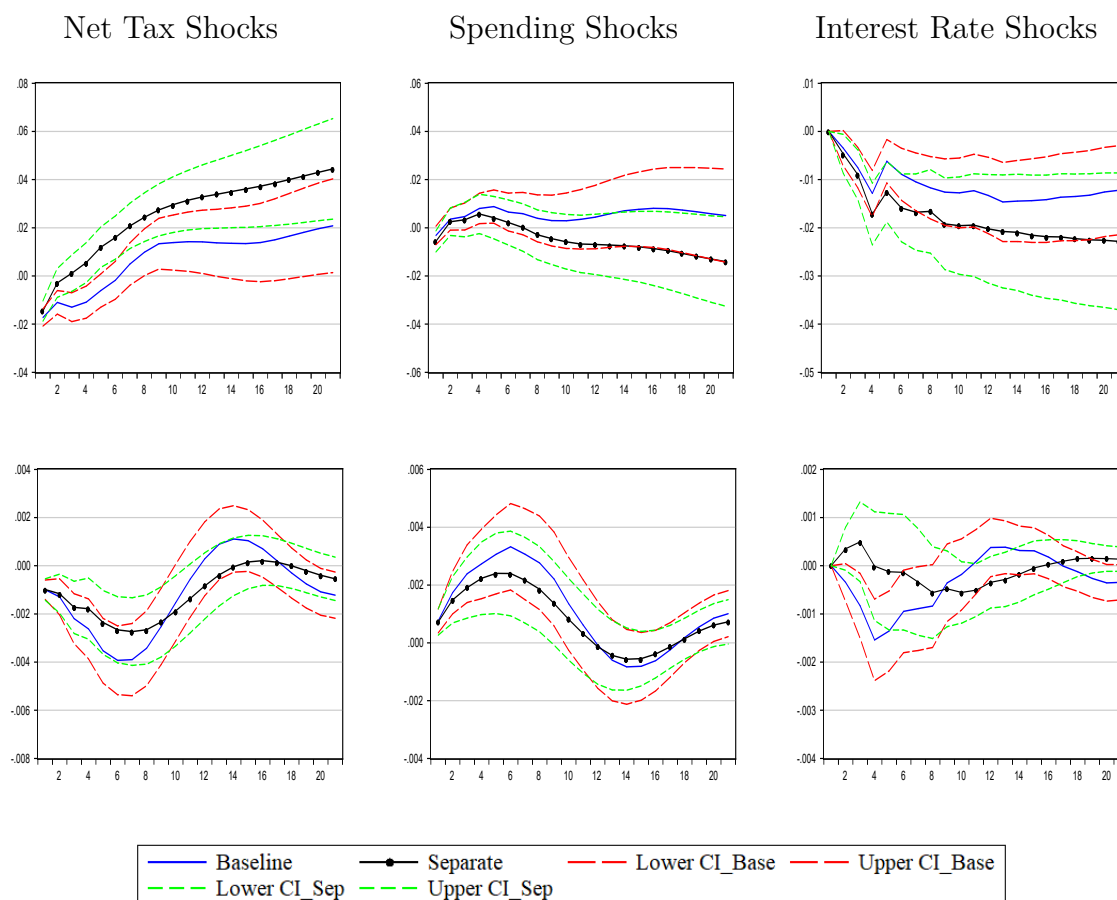 Net Tax Shocks Spending Shocks Interest Rate Shocks
.08 .06 .01
.06 .04 .00
.04 .02 -.01
.02 .00 -.02
.00 -.02 -.03
-.02 -.04 -.04
-.04 -.06 -.05
2 4 6 8 10 12 14 16 18 20 2 4 6 8 10 12 14 16 18 20 2 4 6 8 10 12 14 16 18 20
.004 .006 .002
.002 .004 .001
.000 .002 .000
-.002 .000 -.001
-.004 -.002 -.002
-.006 -.003
-.008 -.004 -.004
2 4 6 8 10 12 14 16 18 20 2 4 6 8 10 12 14 16 18 20 2 4 6 8 10 12 14 16 18 20
Baseline Separate Lower CI_Base Upper CI_Base
Lower CI_Sep Upper CI_Sep